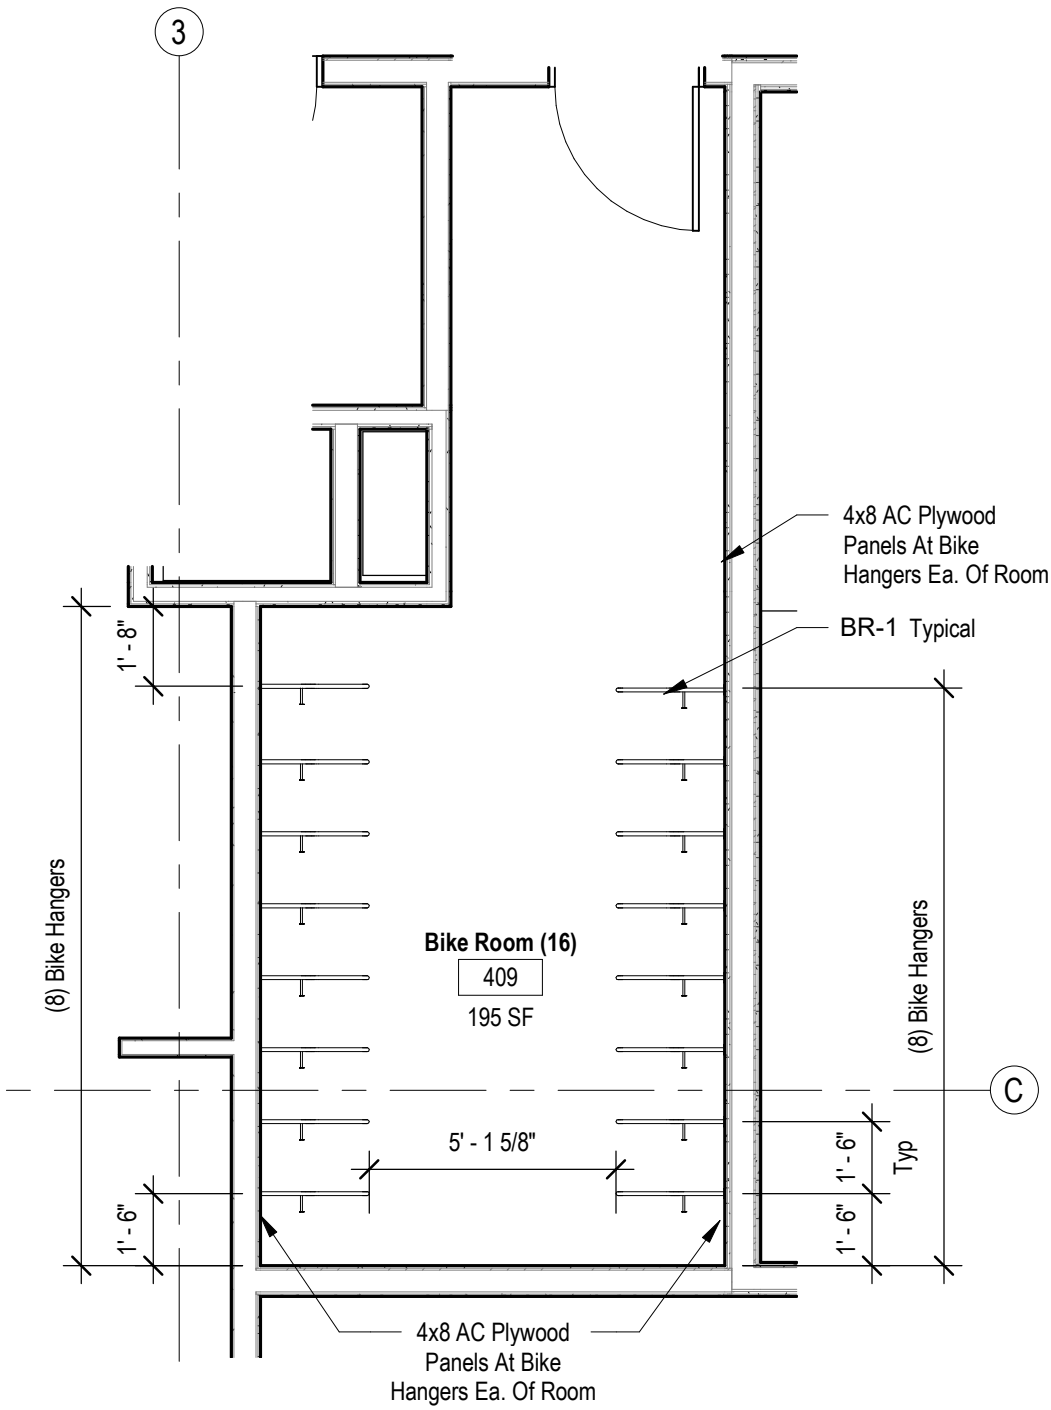 3
4x8 AC Plywood
Panels At Bike
Hangers Ea. Of Room
BR-1 Typical
1' - 8"
(8) Bike Hangers
Bike Room (16)
409
195 SF
(8) Bike Hangers
C
5' - 1 5/8"
1' - 6"
Typ
1' - 6"
1' - 6"
4x8 AC Plywood
Panels At Bike
Hangers Ea. Of Room